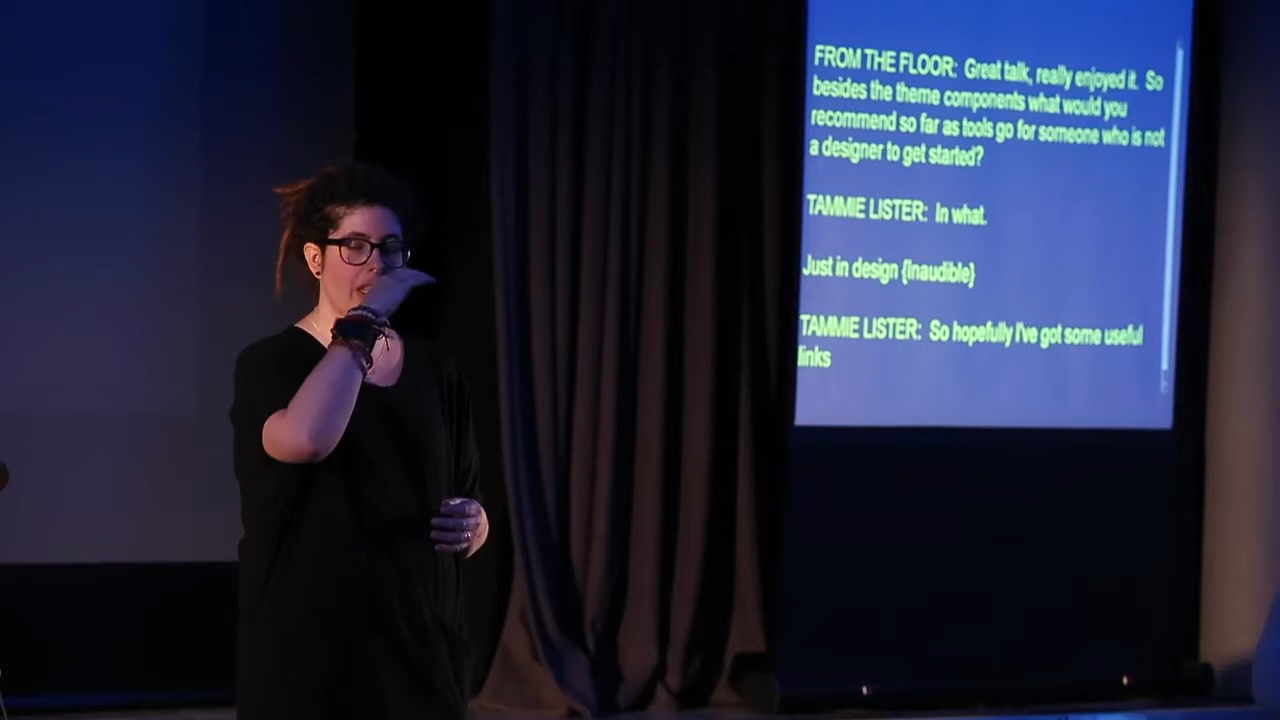 FROM THE FLOOR: Great talk, really enjoyed it. So
besides the theme components what would you
recommend so far as tools go for someone who is not
a designer to get started?
TAMMIE LISTER: In what.
Just in design {Inaudible}
TAMMIE LISTER: So hopefully I've got some useful
links